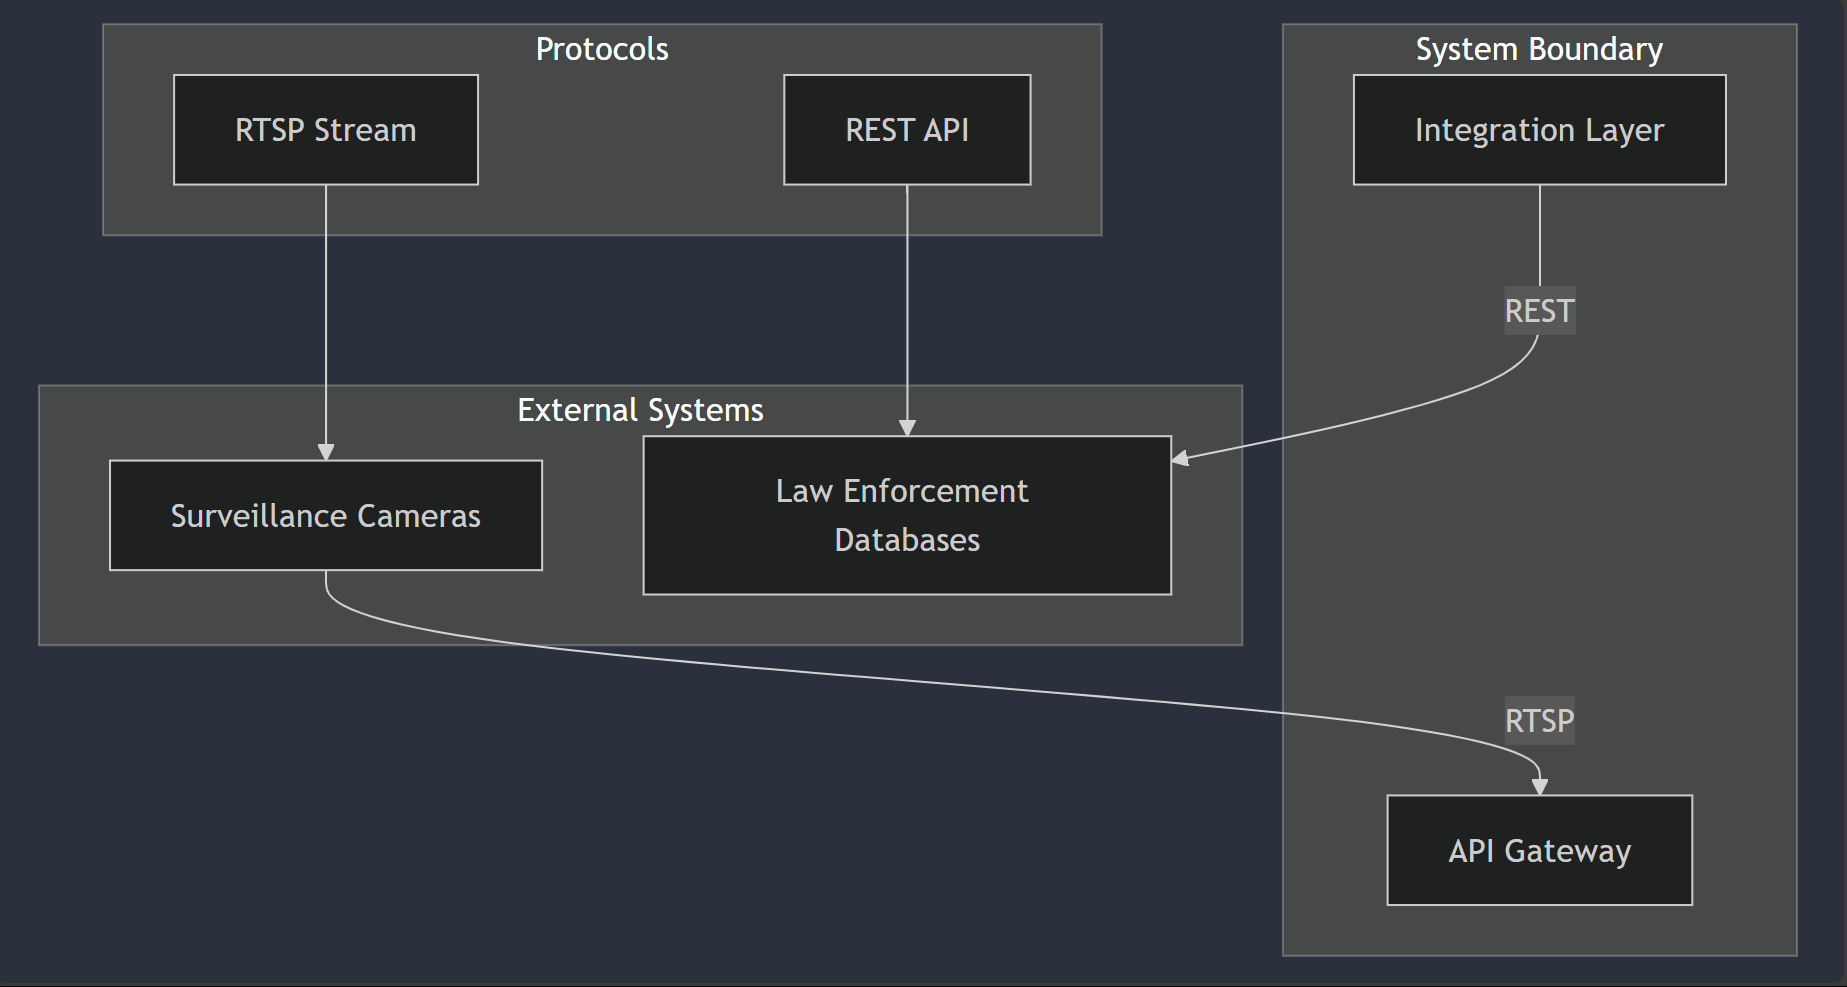 Protocols
RTSP Stream
REST API
System Boundary
Integration Layer
REST
External Systems
Surveillance Cameras
Law Enforcement
Databases
RTSP
API Gateway